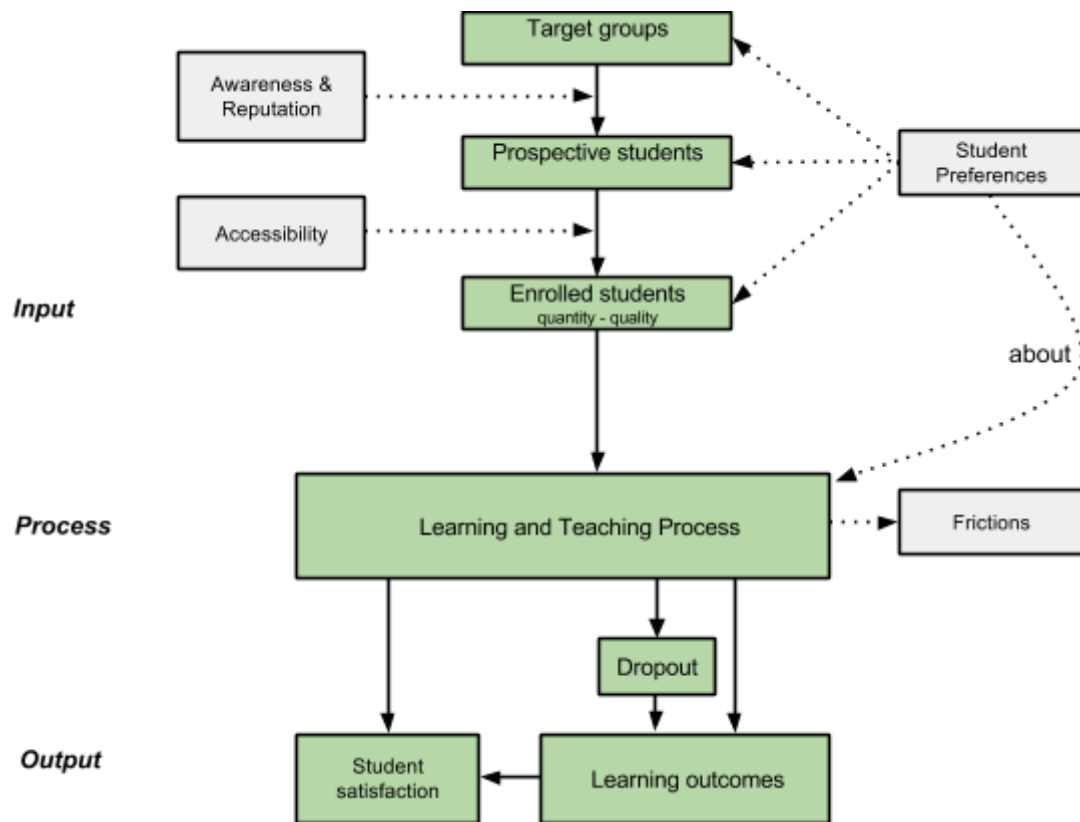 Target groups
Awareness &
Reputation
Prospective students
Student
Preferences
Accessibility
Enrolled students
quantity - quality
Input
about
Process
Learning and Teaching Process
Frictions
Dropout
Output
Student
satisfaction
Learning outcomes